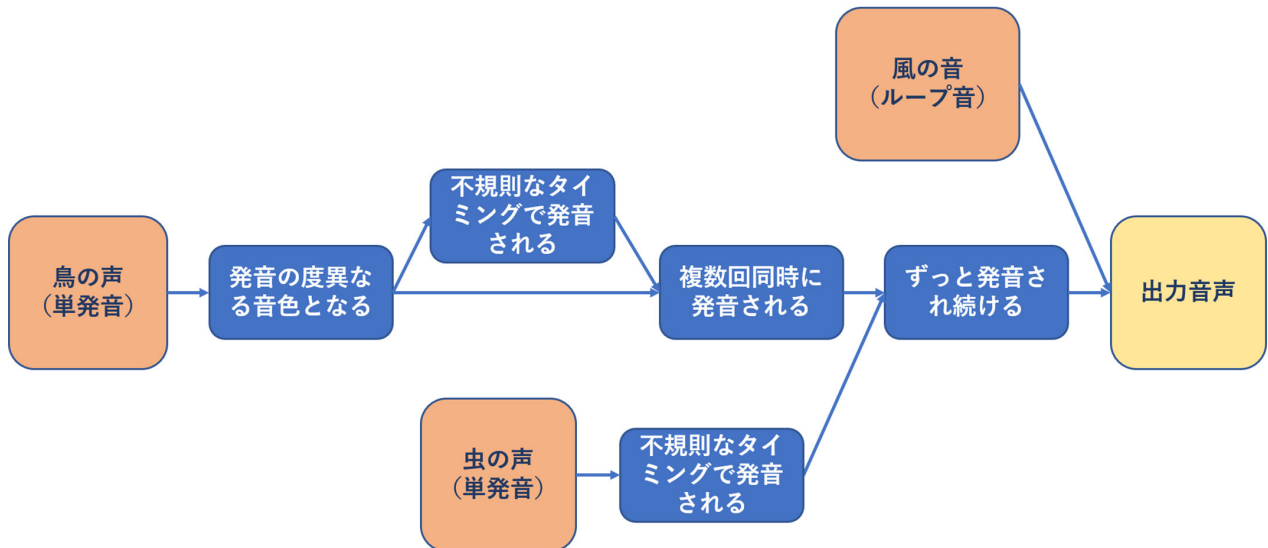 風の音
（ループ音）
不規則なタイ
ミングで発音
される
鳥の声
（単発音）
発音の度異な
る音色となる
複数回同時に
発音される
ずっと発音さ
れ続ける
出力音声
虫の声
（単発音）
不規則なタイ
ミングで発音
される